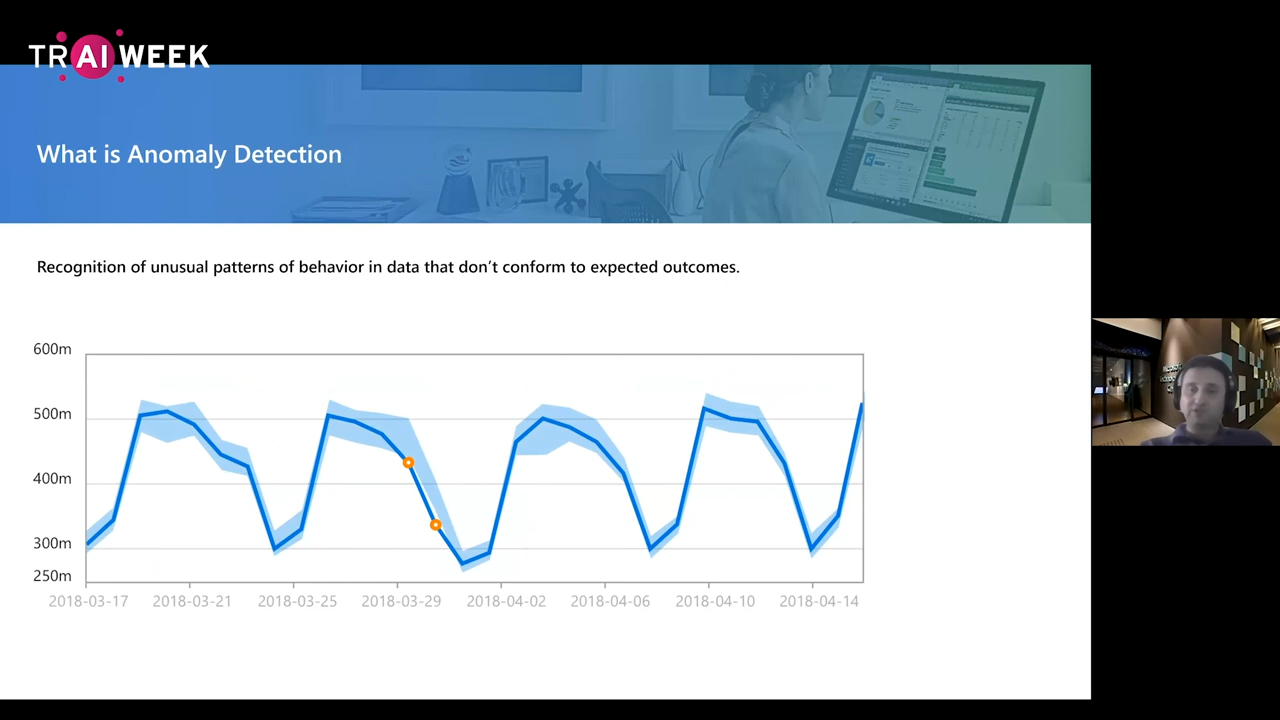 TRAI WEEK
What is Anomaly Detection
Recognition of unusual patterns of behavior in data that don't conform to expected outcomes.
600m
500m
400m
300m
250m
2018-03-17 2018-03-21 2018-03-25 2018-03-29 2018-04-02 2018-04-06 2018-04-10 2018-04-14